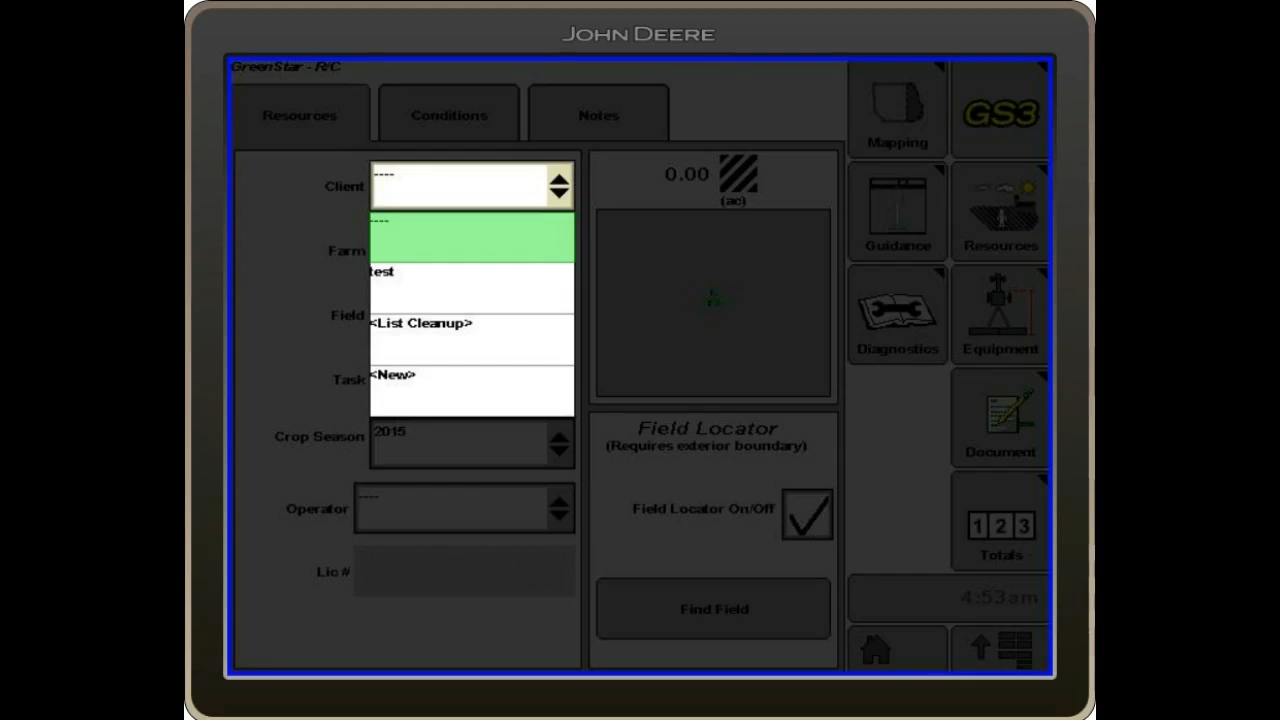 JOHN DEERE
GreenStar - R/C
Resources
Conditions
Notes
Client
----
----
test
<List Cleanup>
<New>
Farm
Field
Task
Crop Season
2015
Operator
----
Lic #
0.00
(ac)
Field Locator
(Requires exterior boundary)
Field Locator On/Off
Find Field
Mapping
GS3
Guidance
Resources
Diagnostics
Equipment
Document
1 2 3
Totals
4:53am